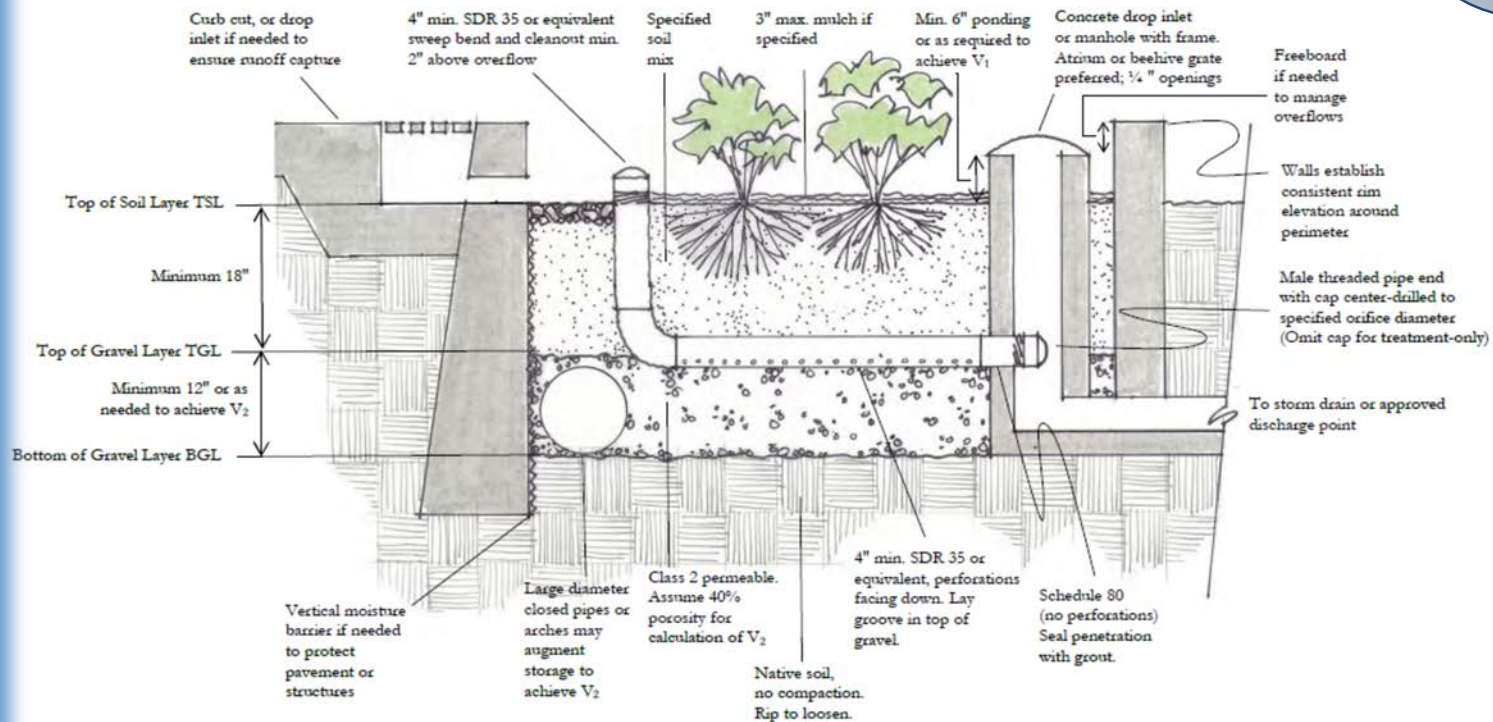 Curb cut, or drop
inlet if needed to
ensure runoff capture
4" min. SDR 35 or equivalent
sweep bend and cleanout min.
2" above overflow
Specified
soil
mix
3" max. mulch if
specified
Min. 6" ponding
or as required to
achieve V₁
Concrete drop inlet
or manhole with frame.
Atrium or beehive grate
preferred; ¼ " openings
Freeboard
if needed
to manage
overflows
Walls establish
consistent rim
elevation around
perimeter
Top of Soil Layer TSL
Minimum 18"
Male threaded pipe end
with cap center-drilled to
specified orifice diameter
(Omit cap for treatment-only)
Top of Gravel Layer TGL
Minimum 12" or as
needed to achieve V₂
To storm drain or approved
discharge point
Bottom of Gravel Layer BGL
Vertical moisture
barrier if needed
to protect
pavement or
structures
Large diameter
closed pipes or
arches may
augment
storage to
achieve V₂
Class 2 permeable.
Assume 40%
porosity for
calculation of V₂
Native soil,
no compaction.
Rip to loosen.
4" min. SDR 35 or
equivalent, perforations
facing down. Lay
groove in top of
gravel.
Schedule 80
(no perforations)
Seal penetration
with grout.